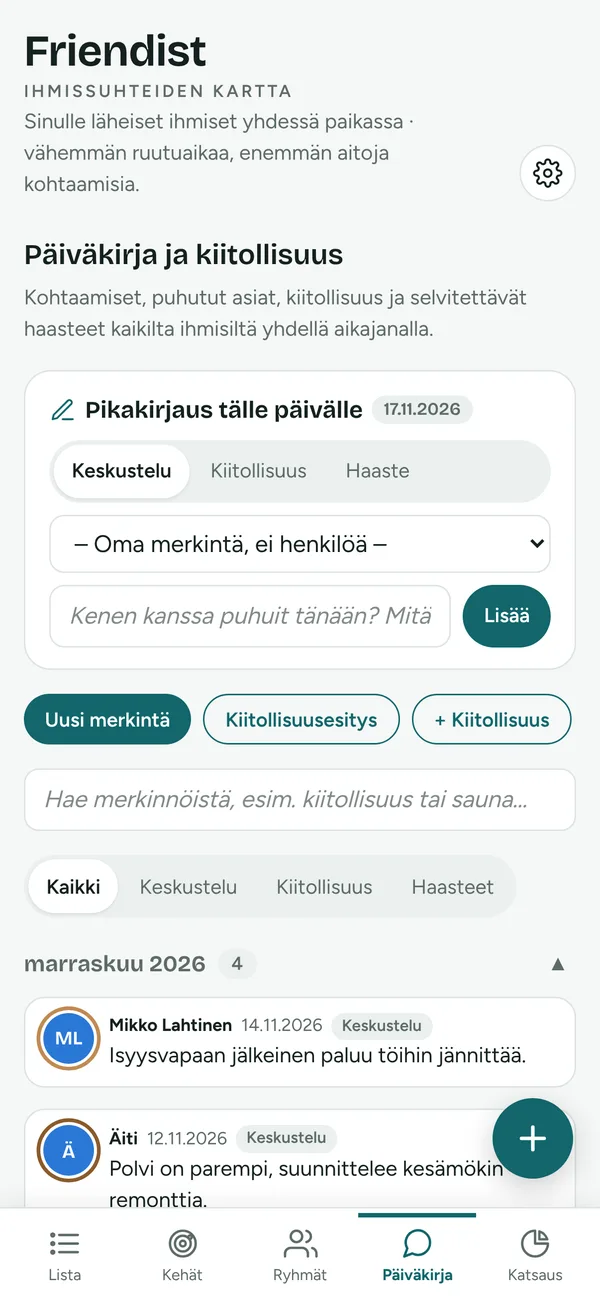 Friendist
IHMISSUHTEIDEN KARTTA
Sinulle läheiset ihmiset yhdessä paikassa ·
vähemmän ruutuaikaa, enemmän aitoja
kohtaamisia.
Päiväkirja ja kiitollisuus
Kohtaamiset, puhutut asiat, kiitollisuus ja selvitettävät
haasteet kaikilta ihmisiltä yhdellä aikajanalla.
Pikakirjaus tälle päivälle 17.11.2026
Keskustelu Kiitollisuus Haaste
– Oma merkintä, ei henkilöä –
Kenen kanssa puhuit tänään? Mitä Lisää
Uusi merkintä Kiitollisuusesitys + Kiitollisuus
Hae merkinnöistä, esim. kiitollisuus tai sauna...
Kaikki Keskustelu Kiitollisuus Haasteet
marraskuu 2026 4 ▲
ML Mikko Lahtinen 14.11.2026 Keskustelu
Isyysvapaan jälkeinen paluu töihin jännittää.
Ä Äiti 12.11.2026 Keskustelu
Polvi on parempi, suunnittelee kesämökin
remonttia.
Lista Kehät Ryhmät Päiväkirja Katsaus